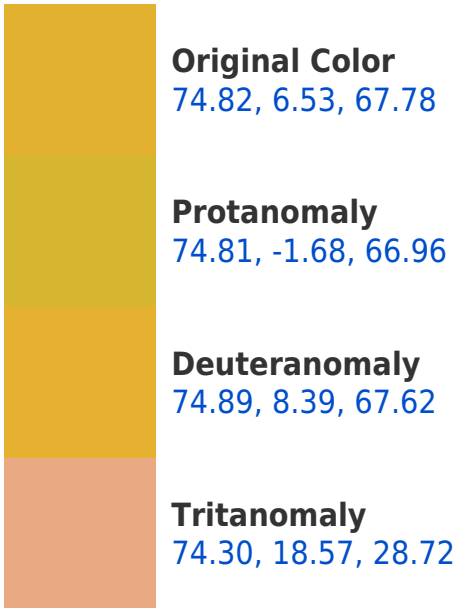 Original Color
74.82, 6.53, 67.78
Protanomaly
74.81, -1.68, 66.96
Deuteranomaly
74.89, 8.39, 67.62
Tritanomaly
74.30, 18.57, 28.72